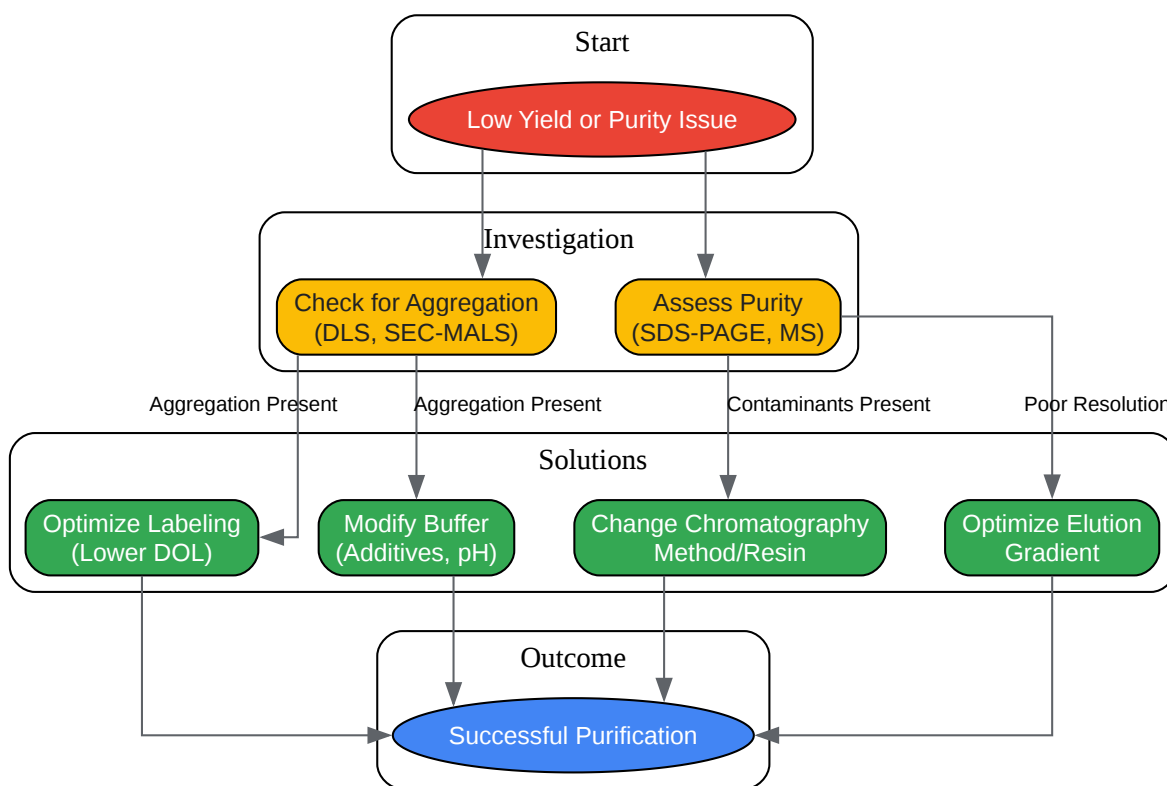 Start
Low Yield or Purity Issue
Investigation
Check for Aggregation
(DLS, SEC-MALS)
Assess Purity
(SDS-PAGE, MS)
Aggregation Present
Aggregation Present
Contaminants Present
Poor Resolution
Solutions
Optimize Labeling
(Lower DOL)
Modify Buffer
(Additives, pH)
Change Chromatography
Method/Resin
Optimize Elution
Gradient
Outcome
Successful Purification